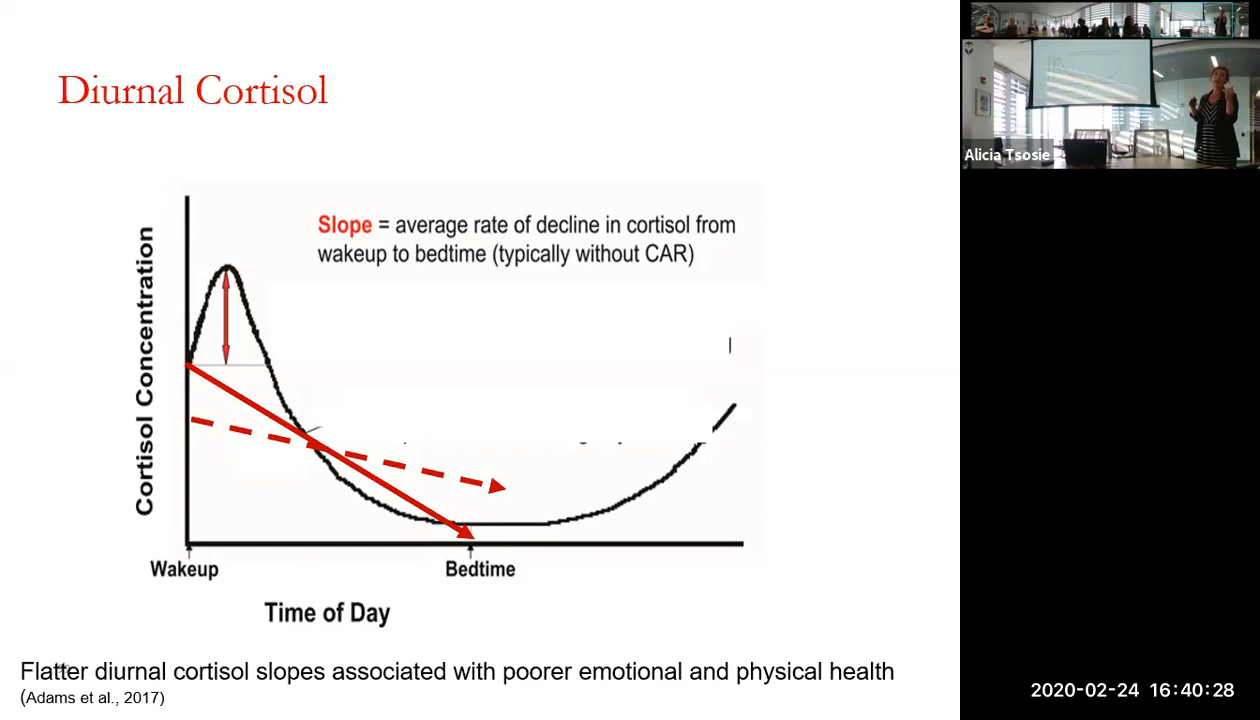 Diurnal Cortisol
Slope = average rate of decline in cortisol from
wakeup to bedtime (typically without CAR)
Cortisol Concentration
Wakeup
Bedtime
Time of Day
Flatter diurnal cortisol slopes associated with poorer emotional and physical health
(Adams et al., 2017)
Alicia Tsosie
2020-02-24 16:40:28